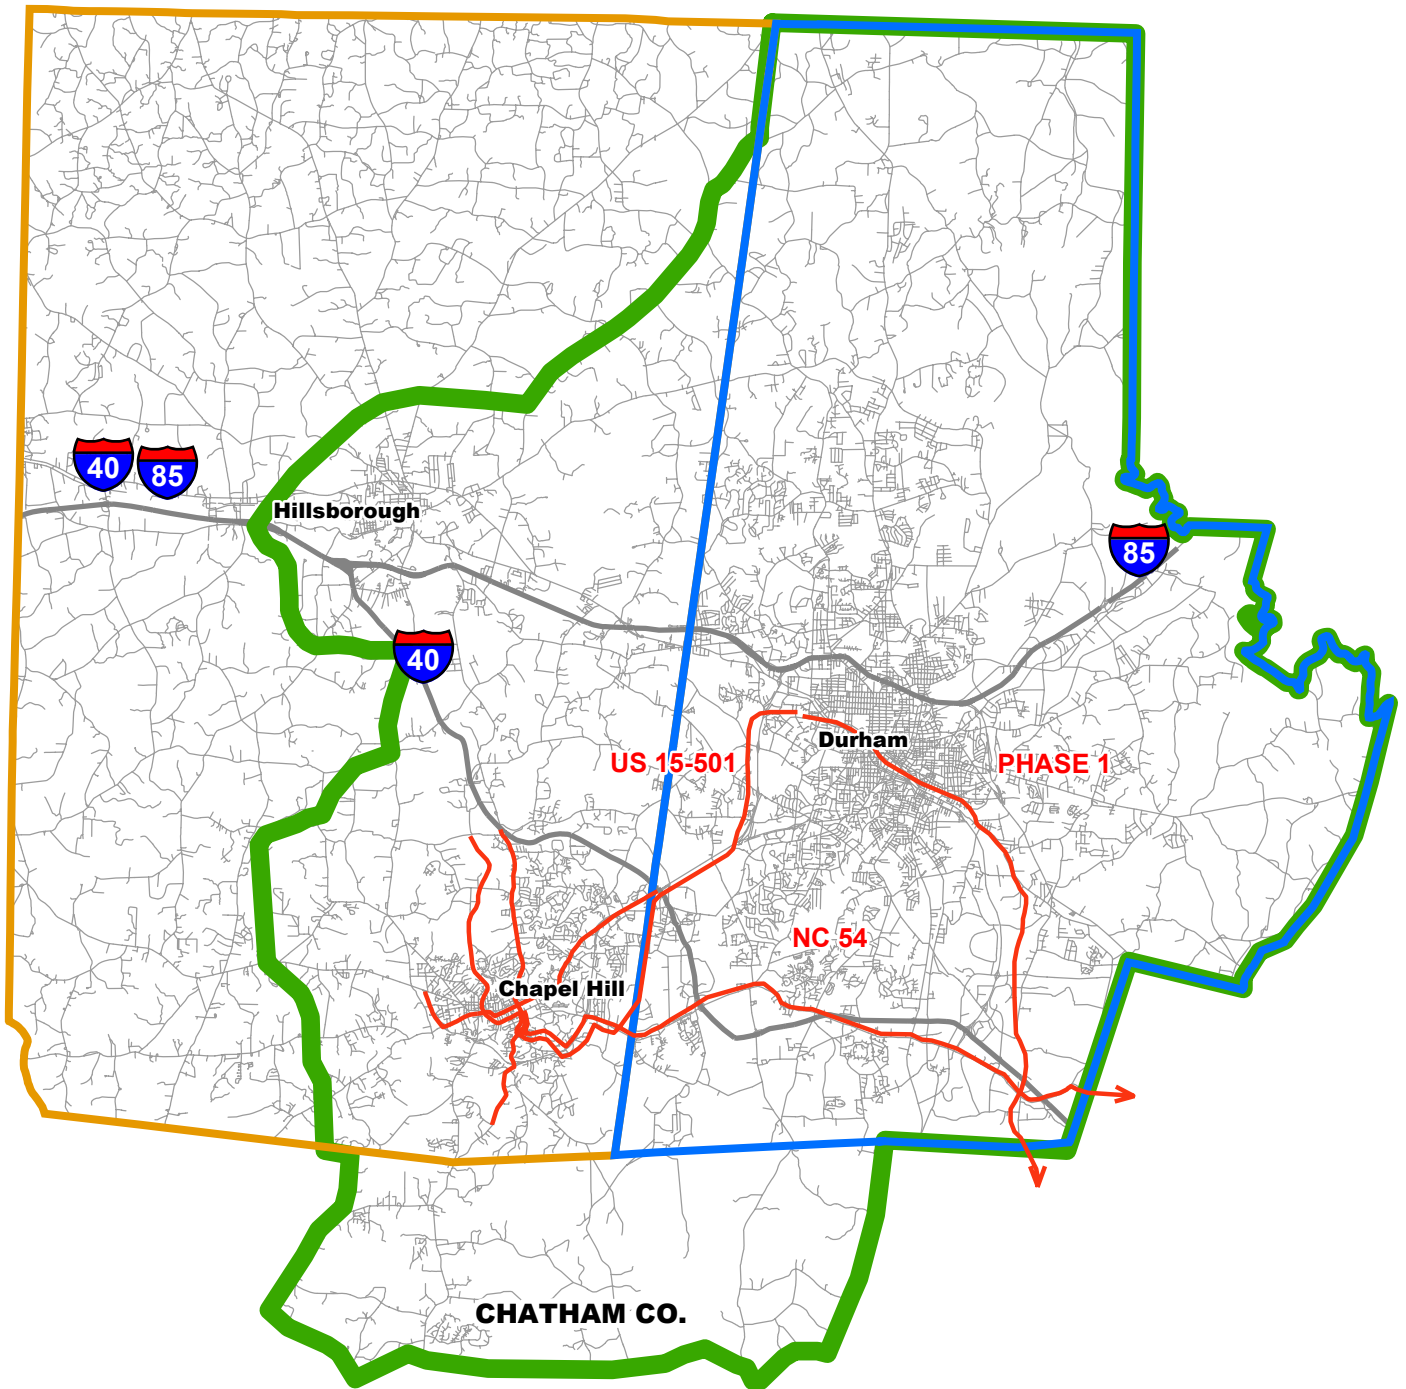 40
85
Hillsborough
85
40
Durham
US 15-501
PHASE 1
NC 54
Chapel Hill
CHATHAM CO.